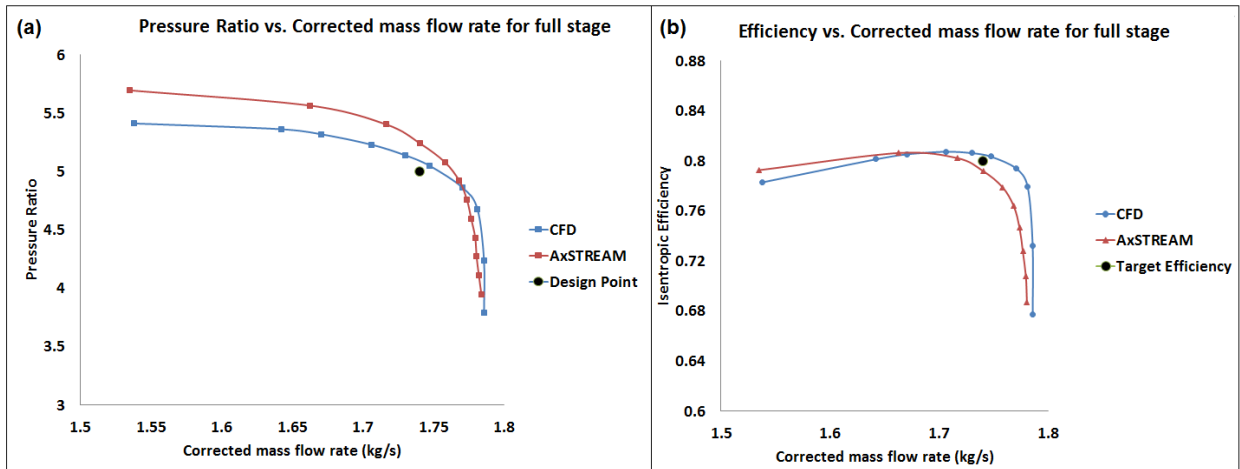 (a)
Pressure Ratio vs. Corrected mass flow rate for full stage
6
5.5
5
4.5
4
3.5
3
Pressure Ratio
1.5 1.55 1.6 1.65 1.7 1.75 1.8
Corrected mass flow rate (kg/s)
CFD
AxSTREAM
Design Point
(b)
Efficiency vs. Corrected mass flow rate for full stage
0.88
0.84
0.8
0.76
0.72
0.68
0.64
0.6
Isentropic Efficiency
1.5 1.6 1.7 1.8
Corrected mass flow rate (kg/s)
CFD
AxSTREAM
Target Efficiency